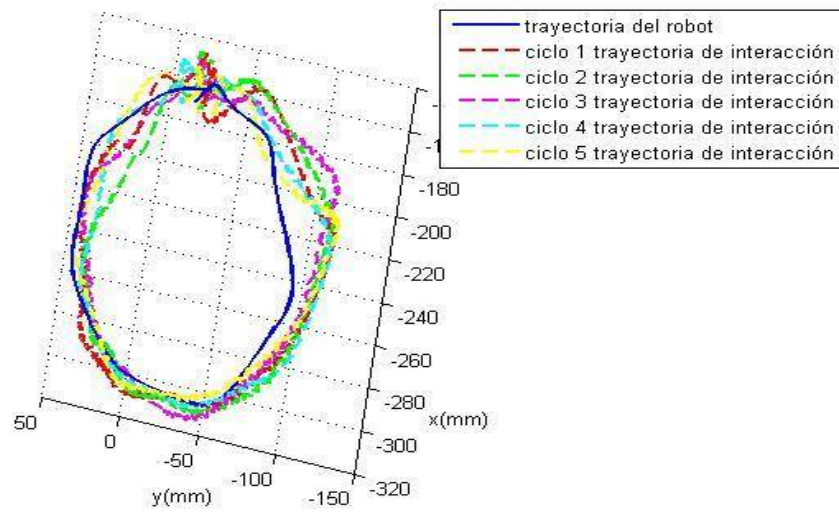 trayectoria del robot
ciclo 1 trayectoria de interacción
ciclo 2 trayectoria de interacción
ciclo 3 trayectoria de interacción
ciclo 4 trayectoria de interacción
ciclo 5 trayectoria de interacción
-180
-200
-220
-240
-260
-280
-300
-320
x(mm)
50
0
-50
-100
-150
y(mm)